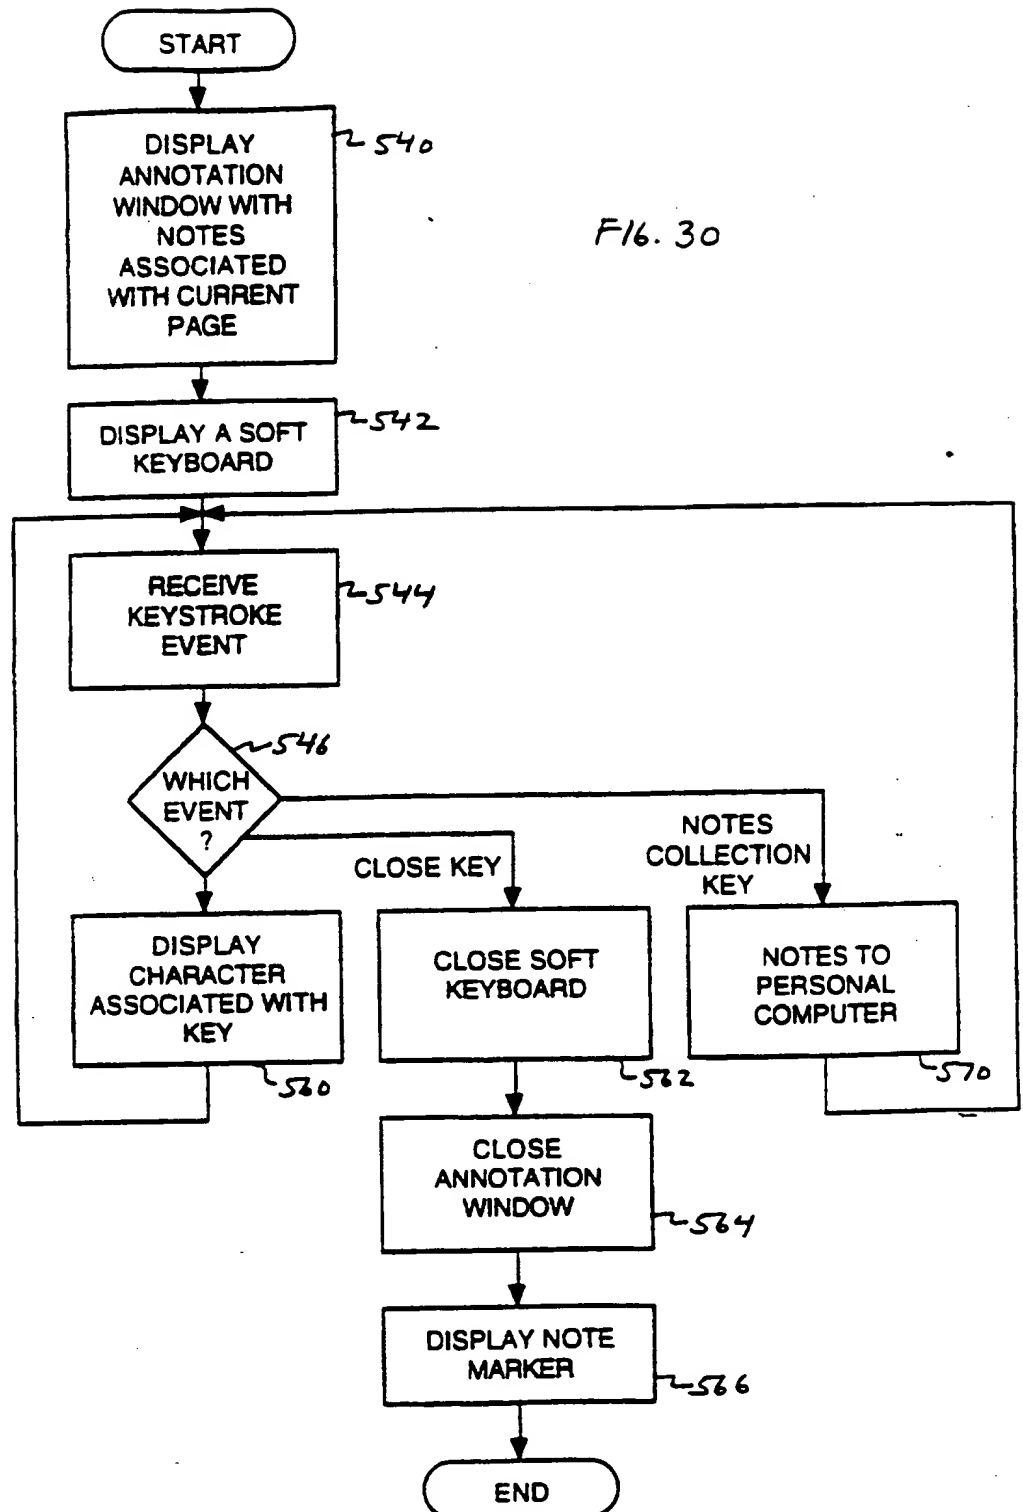 START
DISPLAY
ANNOTATION
WINDOW WITH
NOTES
ASSOCIATED
WITH CURRENT
PAGE
540
FIG. 30
DISPLAY A SOFT
KEYBOARD
542
RECEIVE
KEYSTROKE
EVENT
544
WHICH
EVENT
?
546
CLOSE KEY
NOTES
COLLECTION
KEY
DISPLAY
CHARACTER
ASSOCIATED WITH
KEY
560
CLOSE SOFT
KEYBOARD
562
NOTES TO
PERSONAL
COMPUTER
570
CLOSE
ANNOTATION
WINDOW
564
DISPLAY NOTE
MARKER
566
END